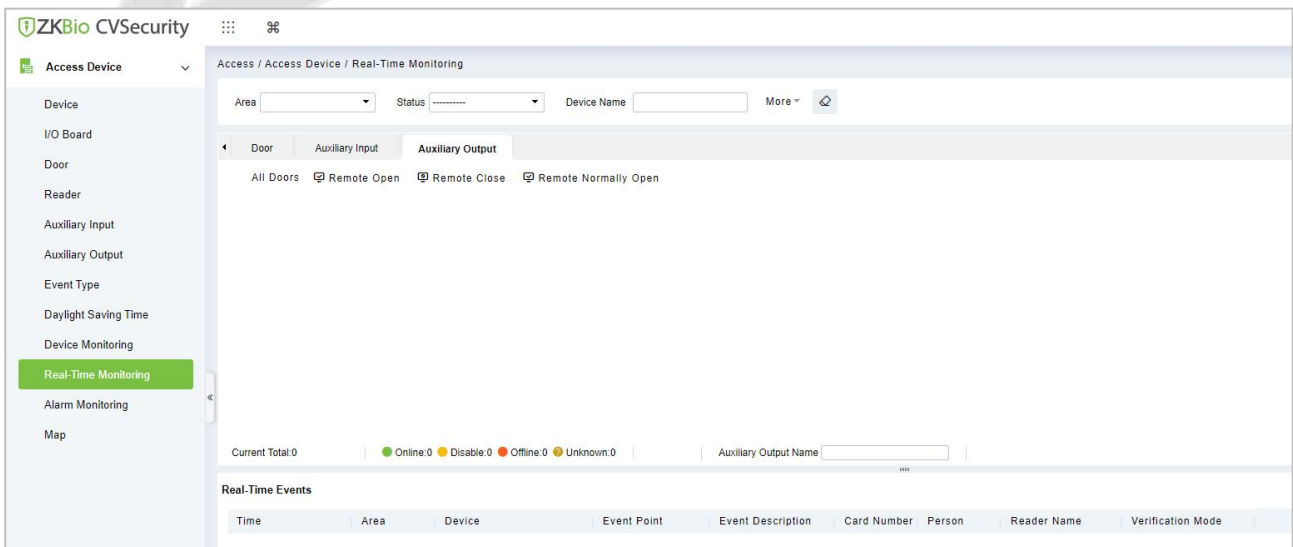 ZKBio CVSecurity
Access Device
Device
I/O Board
Door
Reader
Auxiliary Input
Auxiliary Output
Event Type
Daylight Saving Time
Device Monitoring
Real-Time Monitoring
Alarm Monitoring
Map
Access / Access Device / Real-Time Monitoring
Area Status ---------- Device Name More
Door Auxiliary Input Auxiliary Output
All Doors Remote Open Remote Close Remote Normally Open
Current Total:0 Online:0 Disable:0 Offline:0 ? Unknown:0 Auxiliary Output Name
Real-Time Events
Time Area Device Event Point Event Description Card Number Person Reader Name Verification Mode